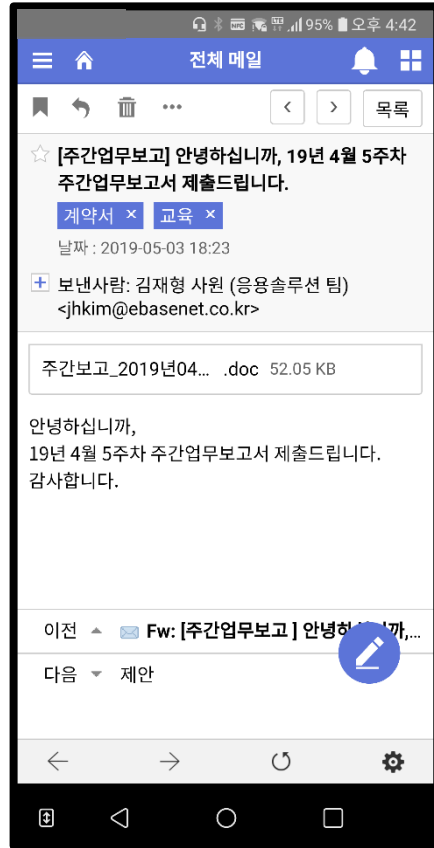 NFC LTE 95% 오후 4:42
전체 메일
목록
[주간업무보고] 안녕하십니까, 19년 4월 5주차
주간업무보고서 제출드립니다.
계약서 × 교육 ×
날짜 : 2019-05-03 18:23
보낸사람: 김재형 사원 (응용솔루션 팀)
<jhkim@ebasenet.co.kr>
주간보고_2019년04... .doc 52.05 KB
안녕하십니까,
19년 4월 5주차 주간업무보고서 제출드립니다.
감사합니다.
이전 Fw: [주간업무보고 ] 안녕하십니까,...
다음 제안